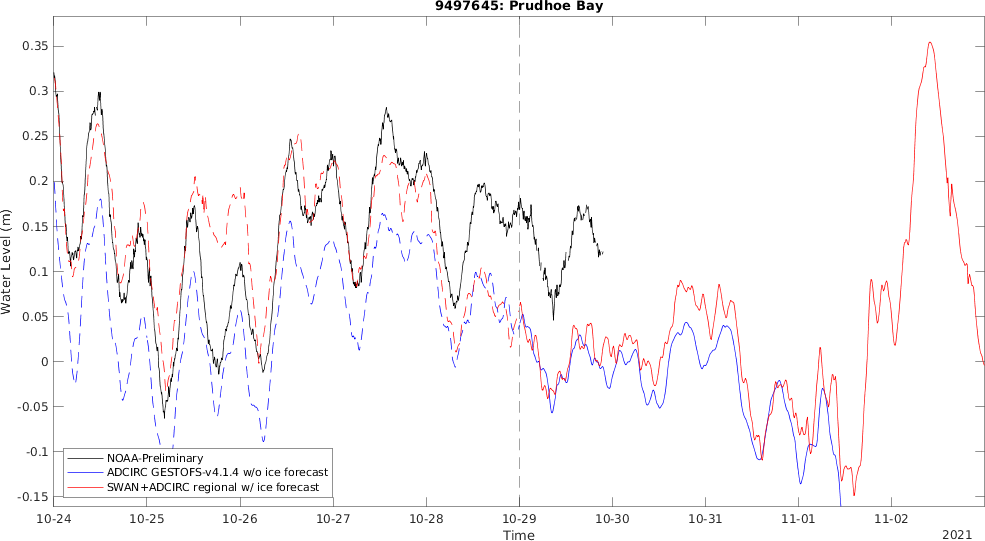 9497645: Prudhoe Bay
Water Level (m)
0.35
0.3
0.25
0.2
0.15
0.1
0.05
0
-0.05
-0.1
-0.15
NOAA-Preliminary
ADCIRC GESTOFS-v4.1.4 w/o ice forecast
SWAN+ADCIRC regional w/ ice forecast
10-24 10-25 10-26 10-27 10-28 10-29 10-30 10-31 11-01 11-02
Time
2021